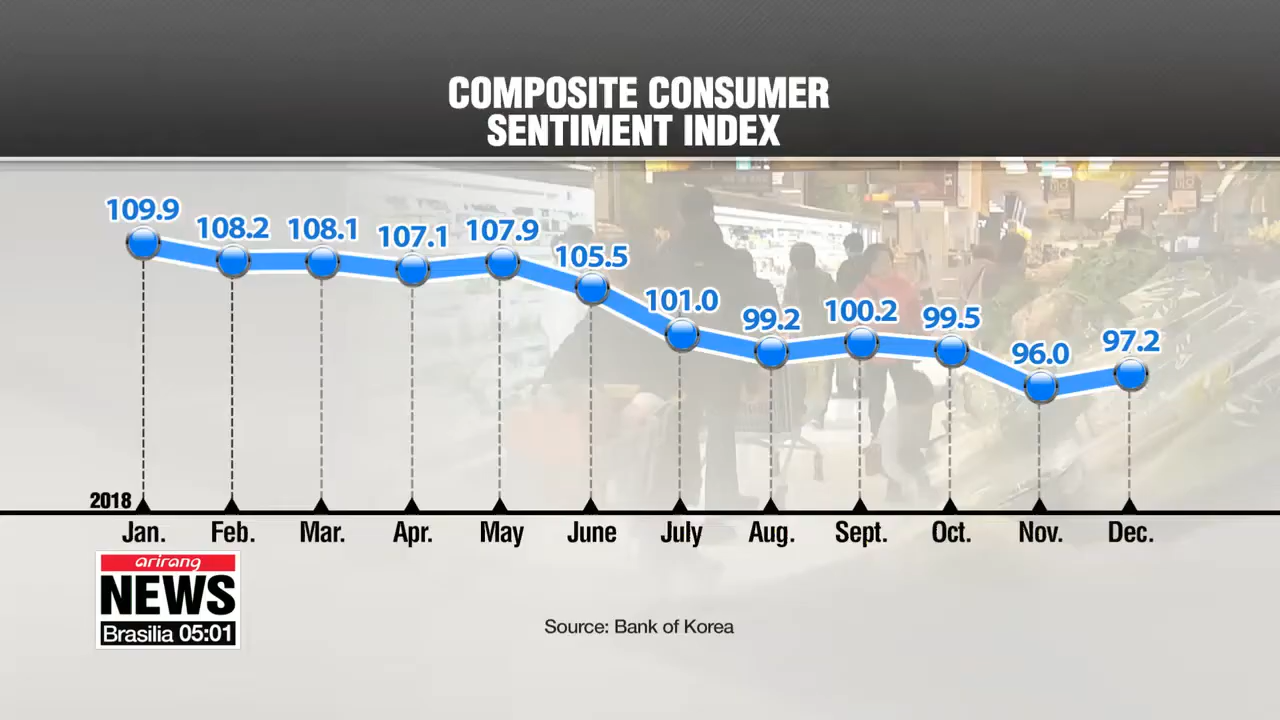 COMPOSITE CONSUMER
SENTIMENT INDEX
109.9
108.2
108.1
107.1
107.9
105.5
101.0
99.2
100.2
99.5
96.0
97.2
2018
Jan.
Feb.
Mar.
Apr.
May
June
July
Aug.
Sept.
Oct.
Nov.
Dec.
arirang
NEWS
Brasilia 05:01
Source: Bank of Korea